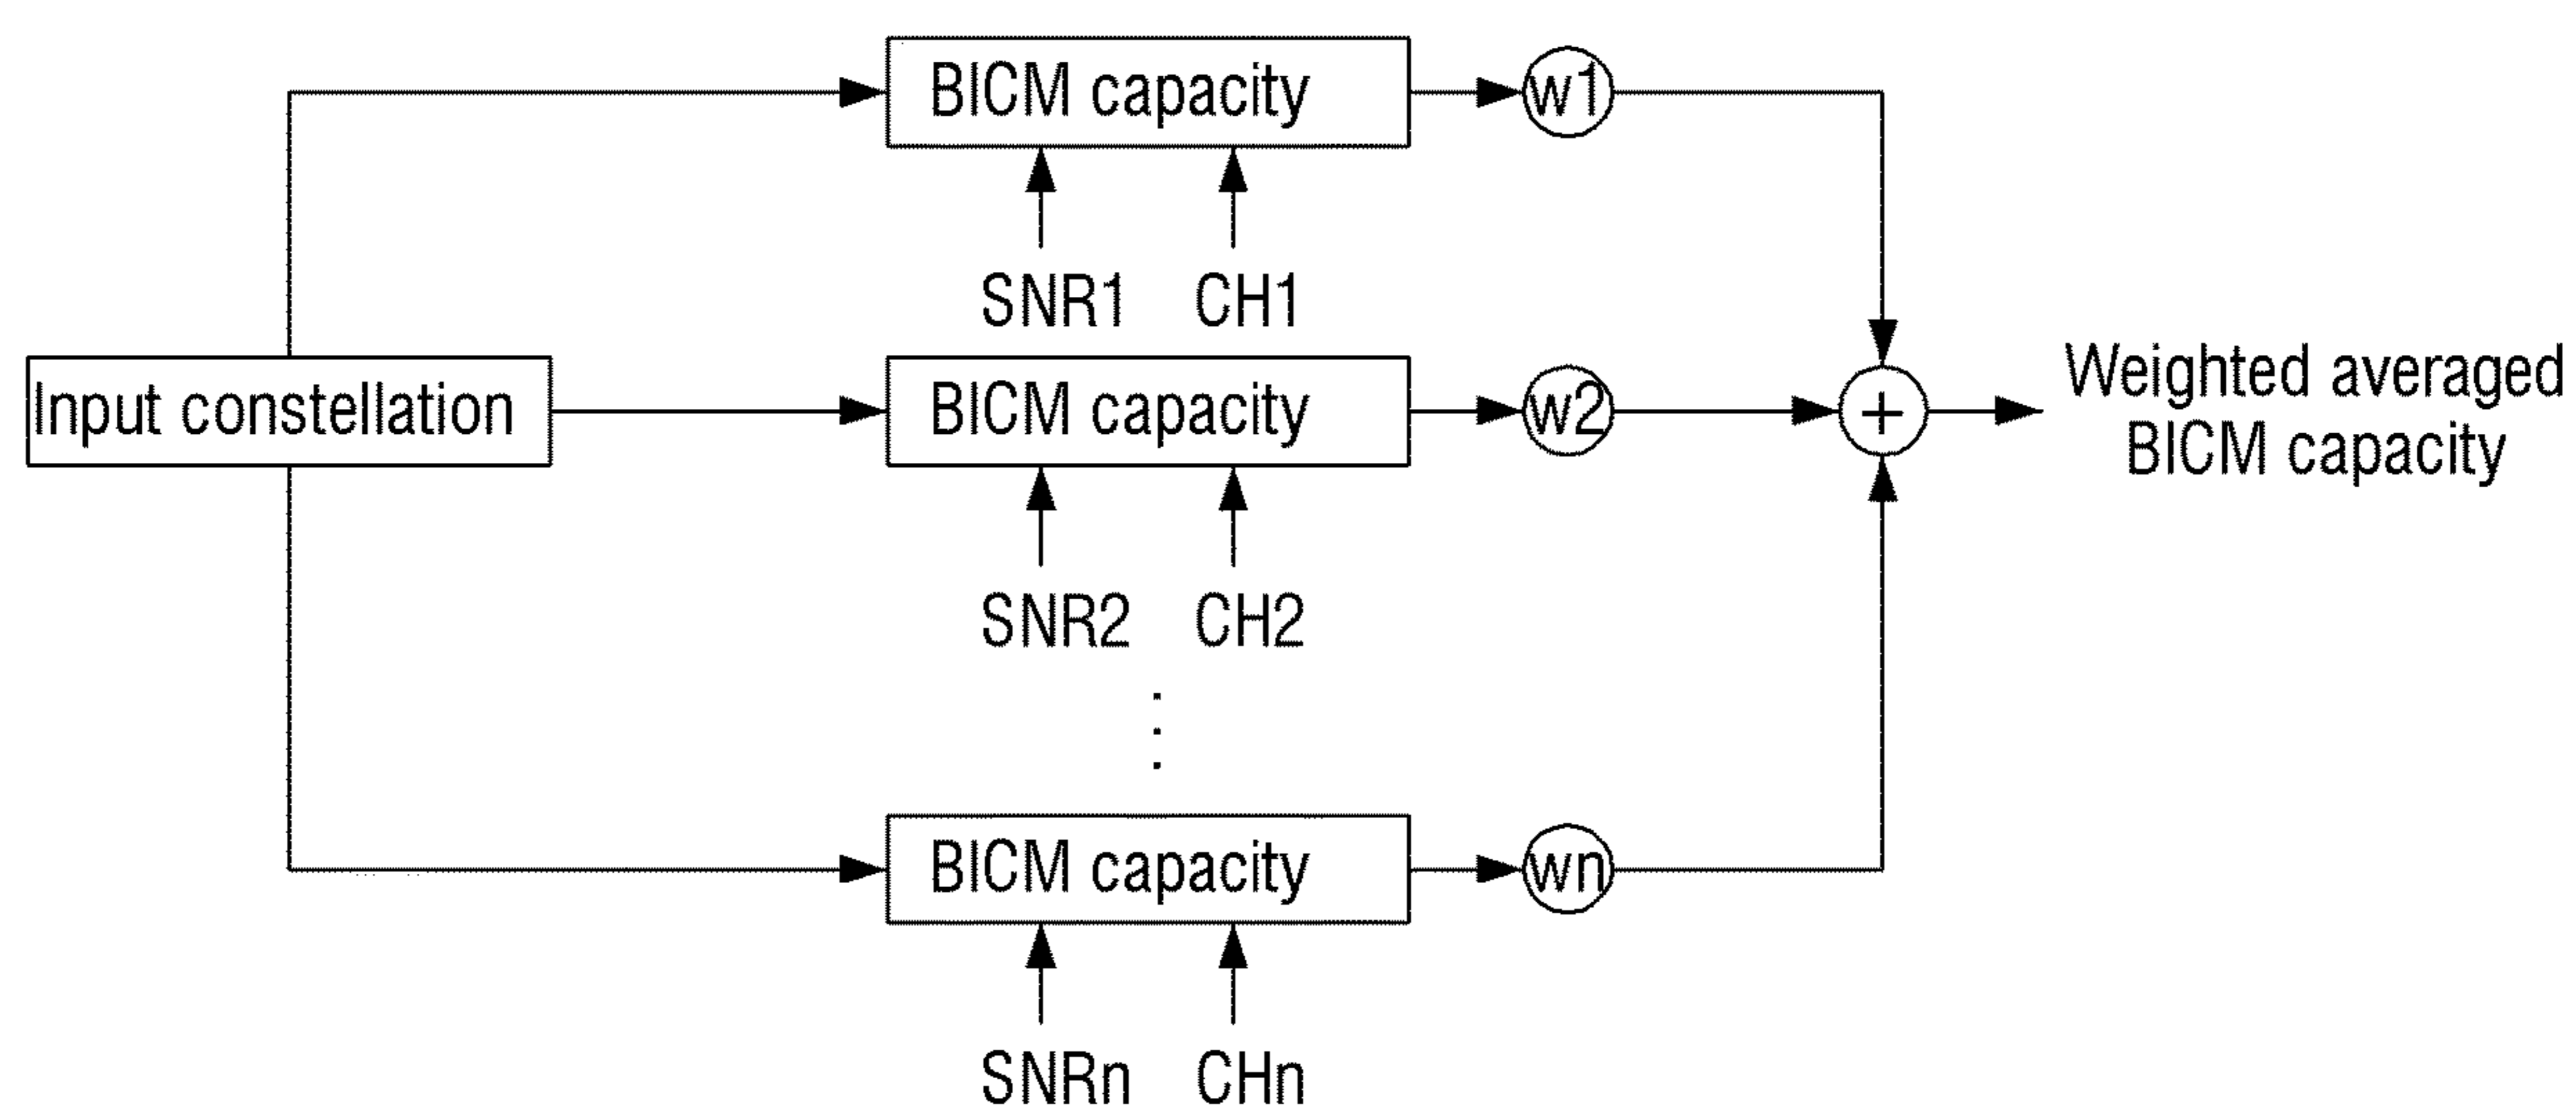 BICM capacity
w1
SNR1 CH1
Input constellation
BICM capacity
w2
+
Weighted averaged
BICM capacity
SNR2 CH2
BICM capacity
wn
SNRn CHn